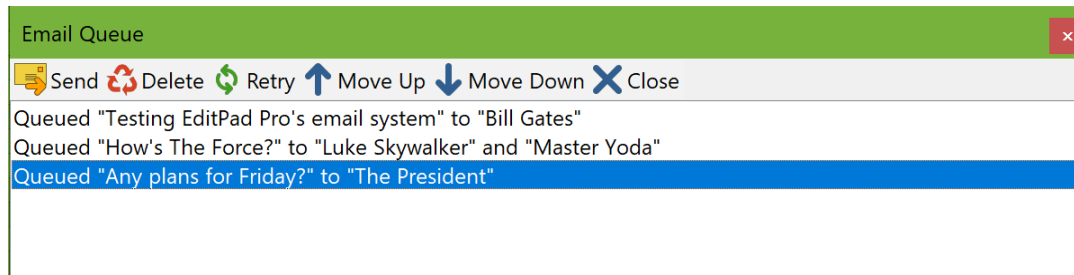 Email Queue
Send Delete Retry Move Up Move Down Close
Queued "Testing EditPad Pro's email system" to "Bill Gates"
Queued "How's The Force?" to "Luke Skywalker" and "Master Yoda"
Queued "Any plans for Friday?" to "The President"